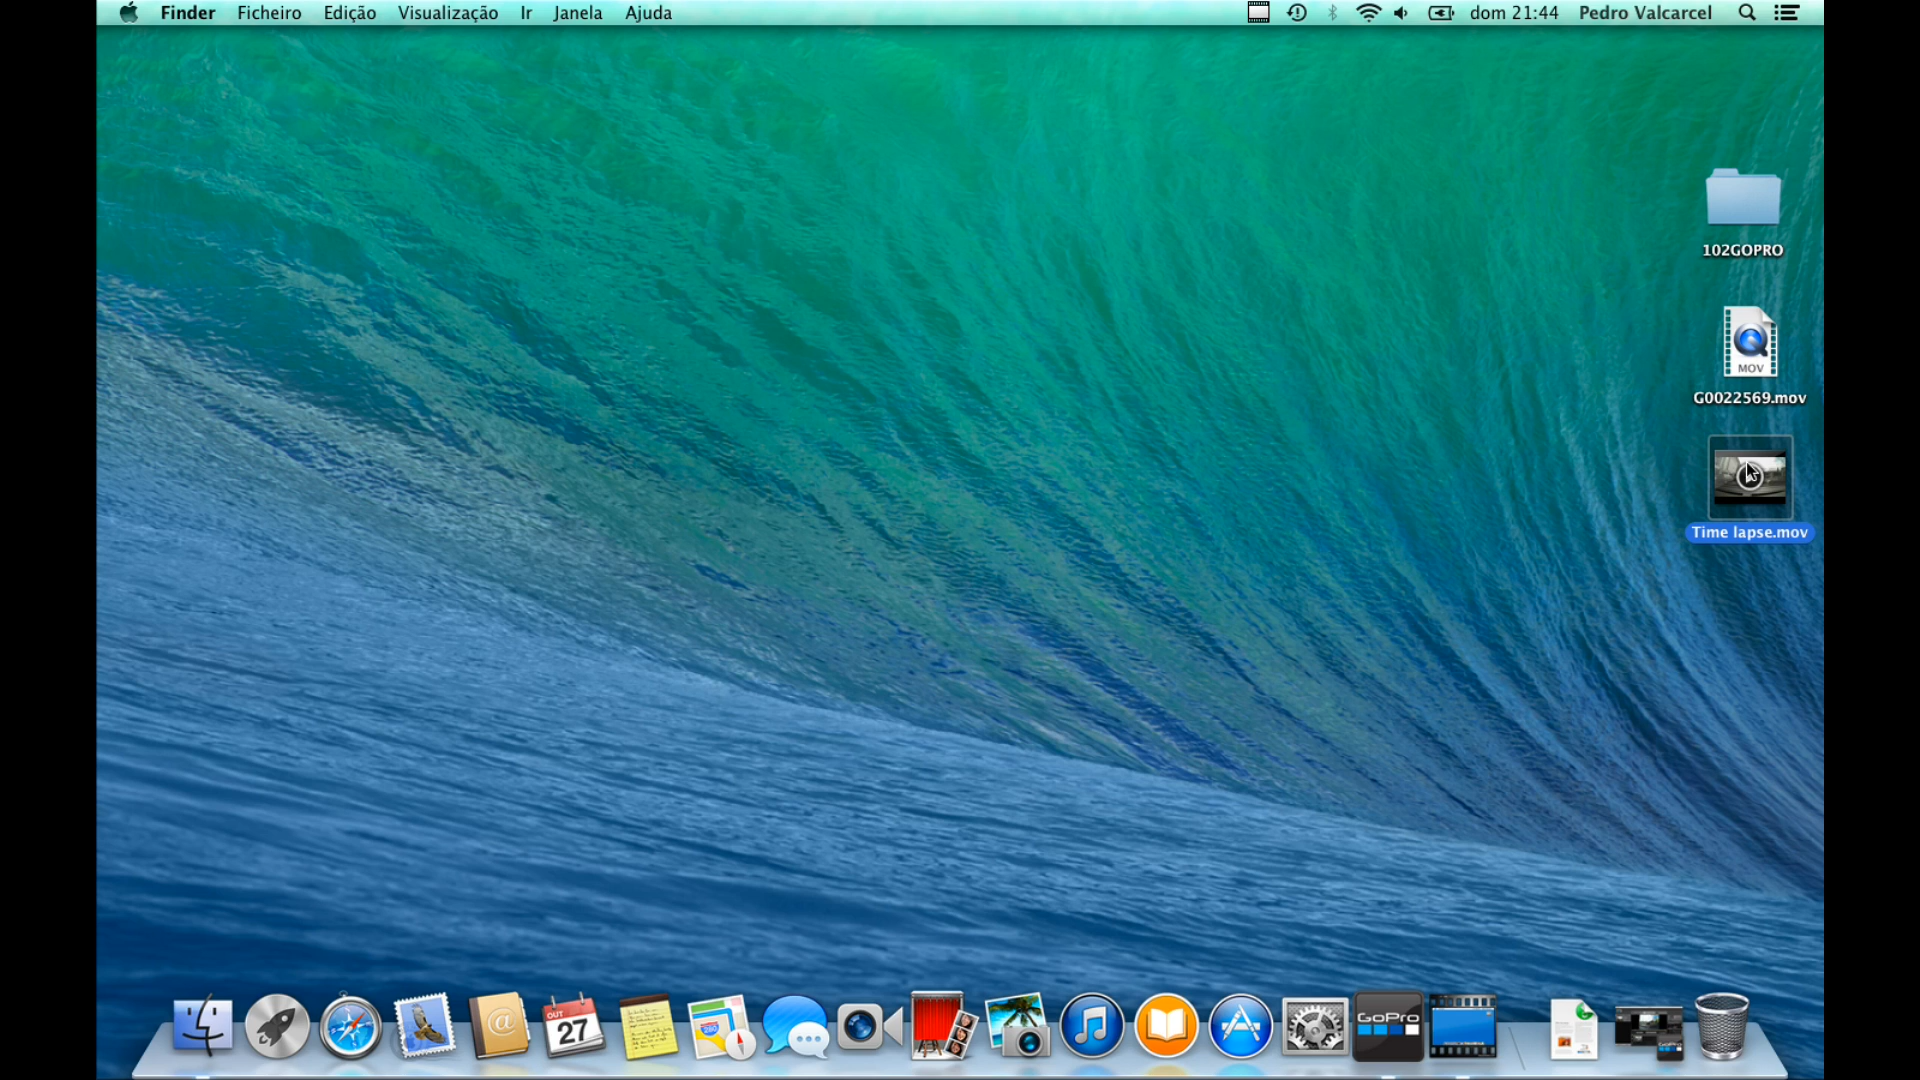 Finder Ficheiro Edição Visualização Ir Janela Ajuda dom 21:44 Pedro Valcarcel
102GOPRO
MOV
G0022569.mov
Time lapse.mov
OUT
27
280
@
GoPro